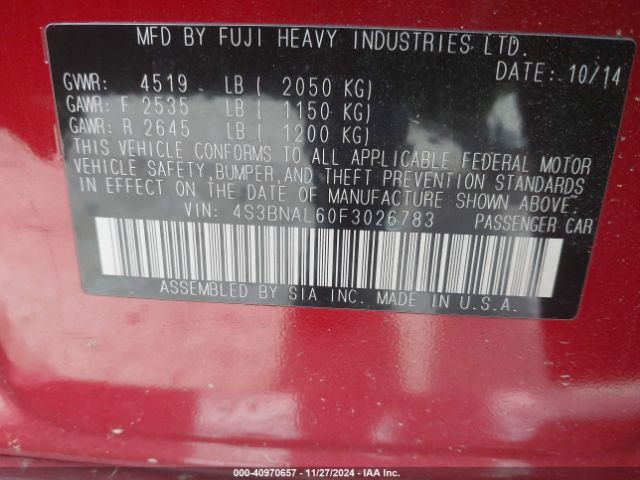 MFD BY FUJI HEAVY INDUSTRIES LTD.
DATE: 10/14
GVWR: 4519 LB ( 2050 KG)
GAWR: F 2535 LB ( 1150 KG)
GAWR: R 2645 LB ( 1200 KG)
THIS VEHICLE CONFORMS TO ALL APPLICABLE FEDERAL MOTOR
VEHICLE SAFETY, BUMPER, AND THEFT PREVENTION STANDARDS
IN EFFECT ON THE DATE OF MANUFACTURE SHOWN ABOVE.
VIN: 4S3BNAL60F3026783 PASSENGER CAR
ASSEMBLED BY SIA INC. MADE IN U.S.A.
000-40970657 - 11/27/2024 - IAA Inc.